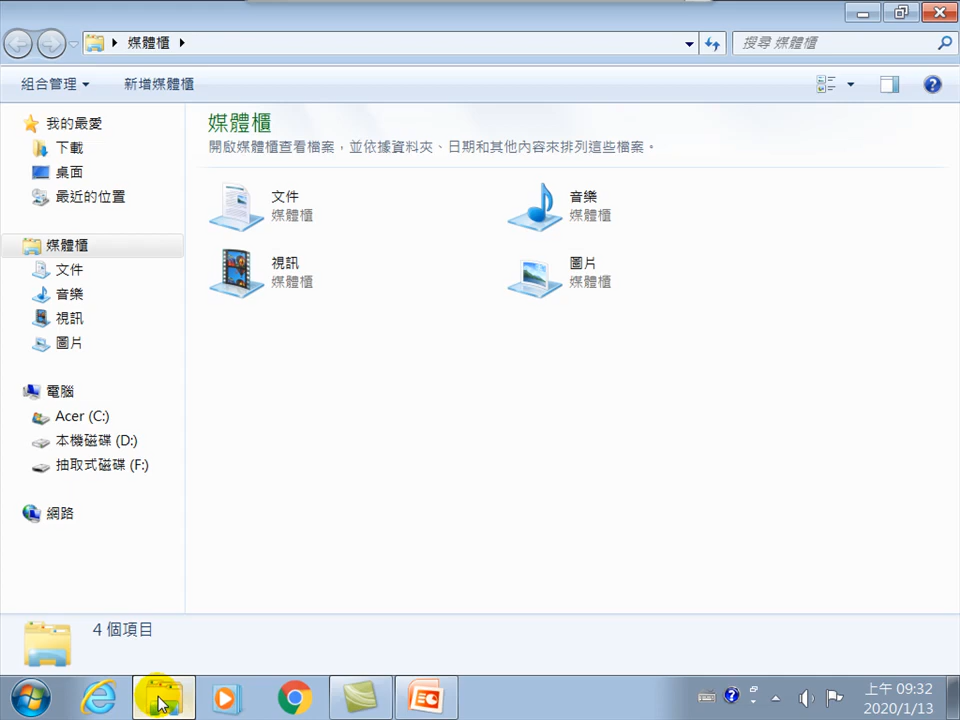 媒體櫃
搜尋 媒體櫃
組合管理
新增媒體櫃
我的最愛
下載
桌面
最近的位置
媒體櫃
文件
音樂
視訊
圖片
電腦
Acer (C:)
本機磁碟 (D:)
抽取式磁碟 (F:)
網路
媒體櫃
開啟媒體櫃查看檔案，並依據資料夾、日期和其他內容來排列這些檔案。
文件
媒體櫃
音樂
媒體櫃
視訊
媒體櫃
圖片
媒體櫃
4 個項目
上午 09:32
2020/1/13